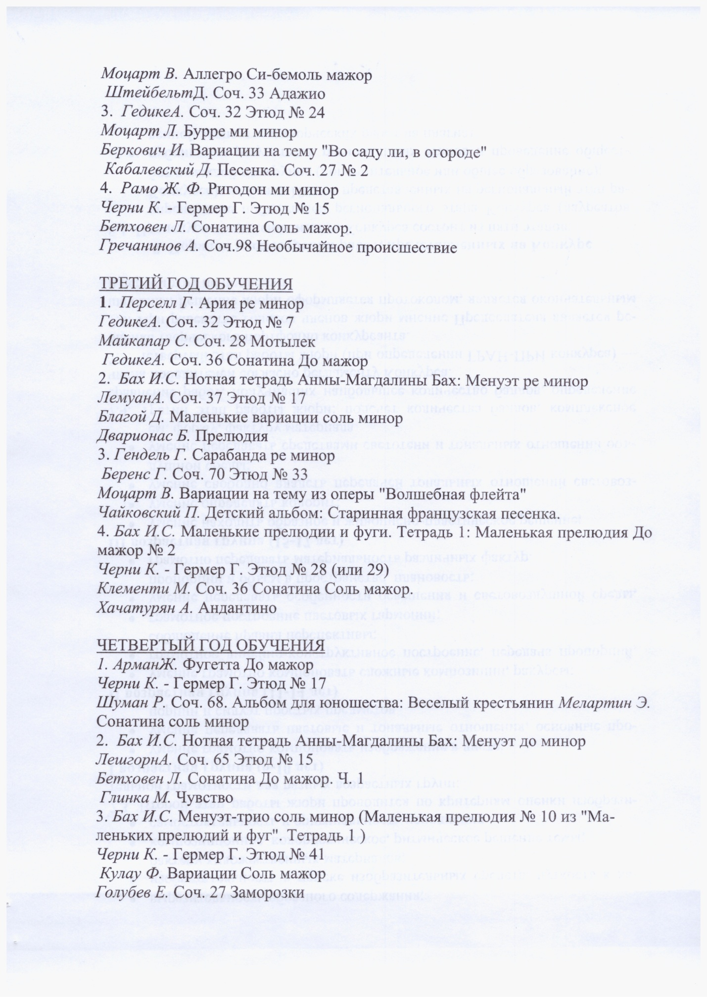 Моцарт В. Аллегро Си-бемоль мажор
ШтейбельтД. Соч. 33 Адажио
3. ГедикеА. Соч. 32 Этюд № 24
Моцарт Л. Бурре ми минор
Беркович И. Вариации на тему "Во саду ли, в огороде"
Кабалевский Д. Песенка. Соч. 27 № 2
4. Рамо Ж. Ф. Ригодон ми минор
Черни К. - Гермер Г. Этюд № 15
Бетховен Л. Сонатина Соль мажор.
Гречанинов А. Соч.98 Необычайное происшествие
ТРЕТИЙ ГОД ОБУЧЕНИЯ
1. Перселл Г. Ария ре минор
ГедикеА. Соч. 32 Этюд № 7
Майкапар С. Соч. 28 Мотылек
ГедикеА. Соч. 36 Сонатина До мажор
2. Бах И.С. Нотная тетрадь Анмы-Магдалины Бах: Менуэт ре минор
ЛемуанА. Соч. 37 Этюд № 17
Благой Д. Маленькие вариации соль минор
Дварионас Б. Прелюдия
3. Гендель Г. Сарабанда ре минор
Беренс Г. Соч. 70 Этюд № 33
Моцарт В. Вариации на тему из оперы "Волшебная флейта"
Чайковский П. Детский альбом: Старинная французская песенка.
4. Бах И.С. Маленькие прелюдии и фуги. Тетрадь 1: Маленькая прелюдия До
мажор № 2
Черни К. - Гермер Г. Этюд № 28 (или 29)
Клементи М. Соч. 36 Сонатина Соль мажор.
Хачатурян А. Андантино
ЧЕТВЕРТЫЙ ГОД ОБУЧЕНИЯ
1. АрманЖ. Фугетта До мажор
Черни К. - Гермер Г. Этюд № 17
Шуман Р. Соч. 68. Альбом для юношества: Веселый крестьянин Мелартин Э.
Сонатина соль минор
2. Бах И.С. Нотная тетрадь Анны-Магдалины Бах: Менуэт до минор
ЛешгорнА. Соч. 65 Этюд № 15
Бетховен Л. Сонатина До мажор. Ч. 1
Глинка М. Чувство
3. Бах И.С. Менуэт-трио соль минор (Маленькая прелюдия № 10 из "Ма-
леньких прелюдий и фуг". Тетрадь 1 )
Черни К. - Гермер Г. Этюд № 41
Кулау Ф. Вариации Соль мажор
Голубев Е. Соч. 27 Заморозки